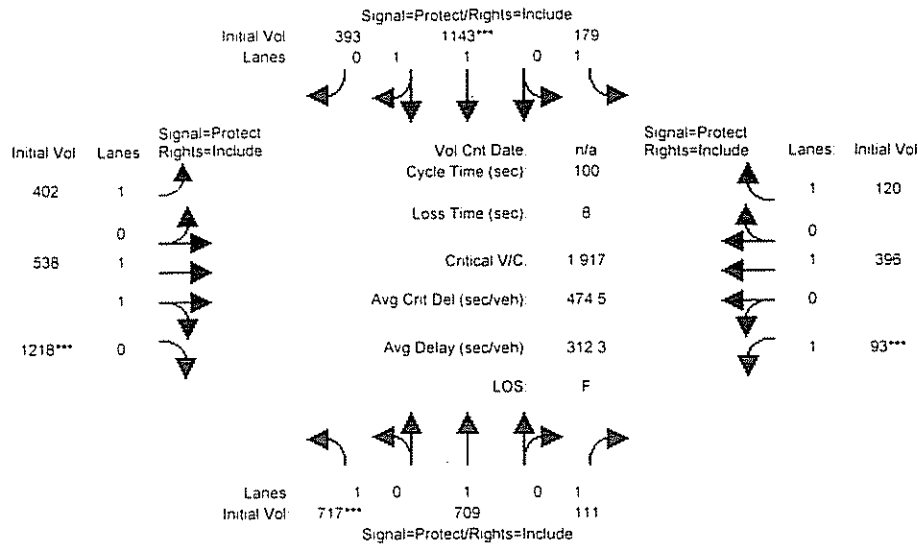 Signal=Protect/Rights=Include
Initial Vol 393 1143*** 179
Lanes 0 1 1 0 1
Signal=Protect
Initial Vol Lanes Rights=Include
402 1
0
538 1
1
1218*** 0
Vol Cnt Date: n/a
Cycle Time (sec): 100
Loss Time (sec): 8
Critical V/C: 1 917
Avg Crit Del (sec/veh): 474 5
Avg Delay (sec/veh) 312 3
LOS: F
Signal=Protect
Rights=Include Lanes: Initial Vol
1 120
0
1 396
0
1 93***
Lanes 1 0 1 0 1
Initial Vol: 717*** 709 111
Signal=Protect/Rights=Include